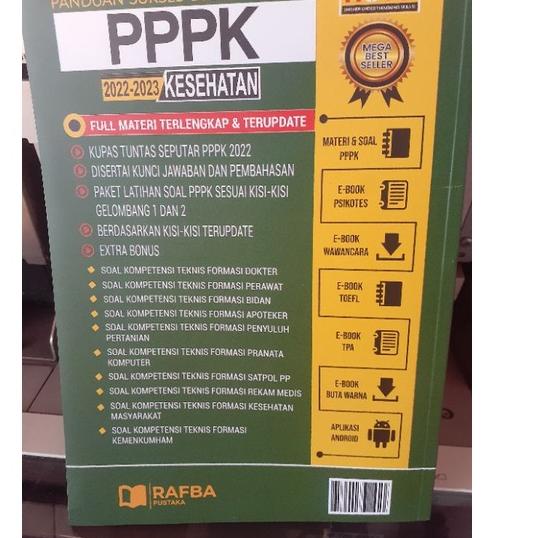 PANDUAN SUKSES
PPPK
2022-2023 KESEHATAN
FULL MATERI TERLENGKAP & TERUPDATE
KUPAS TUNTAS SEPUTAR PPPK 2022
DISERTAI KUNCI JAWABAN DAN PEMBAHASAN
PAKET LATIHAN SOAL PPPK SESUAI KISI-KISI
GELOMBANG 1 DAN 2
BERDASARKAN KISI-KISI TERUPDATE
EXTRA BONUS
SOAL KOMPETENSI TEKNIS FORMASI DOKTER
SOAL KOMPETENSI TEKNIS FORMASI PERAWAT
SOAL KOMPETENSI TEKNIS FORMASI BIDAN
SOAL KOMPETENSI TEKNIS FORMASI APOTEKER
SOAL KOMPETENSI TEKNIS FORMASI PENYULUH
PERTANIAN
SOAL KOMPETENSI TEKNIS FORMASI PRANATA
KOMPUTER
SOAL KOMPETENSI TEKNIS FORMASI SATPOL PP
SOAL KOMPETENSI TEKNIS FORMASI REKAM MEDIS
SOAL KOMPETENSI TEKNIS FORMASI KESEHATAN
MASYARAKAT
SOAL KOMPETENSI TEKNIS FORMASI
KEMENKUMHAM
RAFBA
PUSTAKA
MEGA
BEST
SELLER
MATERI & SOAL
PPPK
E-BOOK
PSIKOTES
E-BOOK
WAWANCARA
E-BOOK
TOEFL
E-BOOK
TPA
E-BOOK
BUTA WARNA
APLIKASI
ANDROID